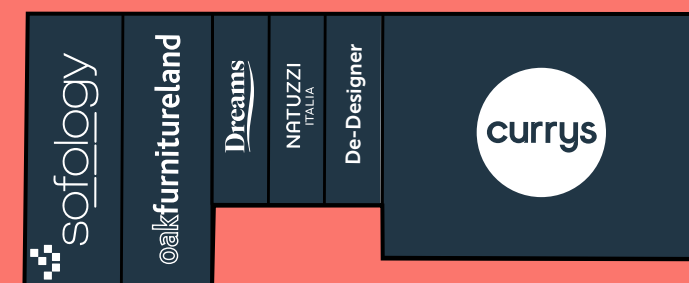 sofology
oakfurnitureland
Dreams
NATUZZI
ITALIA
De-Designer
currys